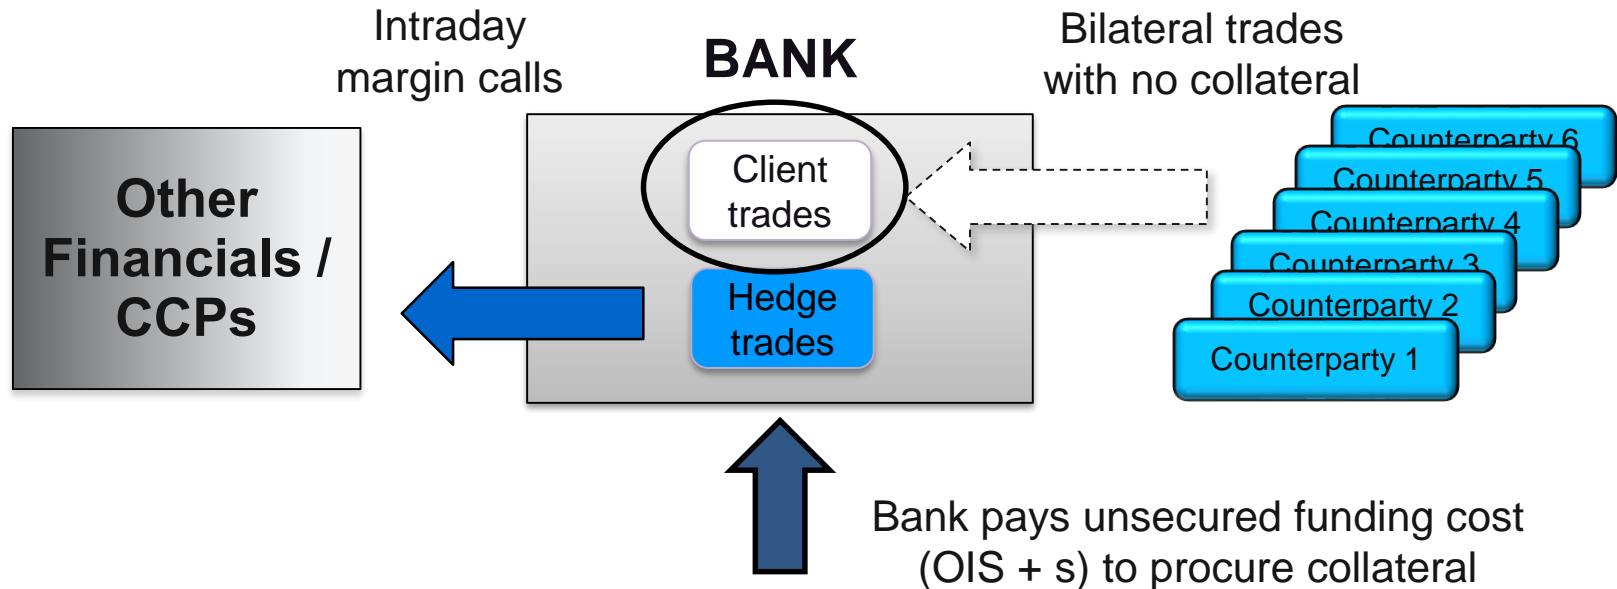 Intraday
margin calls
BANK
Bilateral trades
with no collateral
Other
Financials /
CCPs
Client
trades
Hedge
trades
Counterparty 6
Counterparty 5
Counterparty 4
Counterparty 3
Counterparty 2
Counterparty 1
Bank pays unsecured funding cost
(OIS + s) to procure collateral